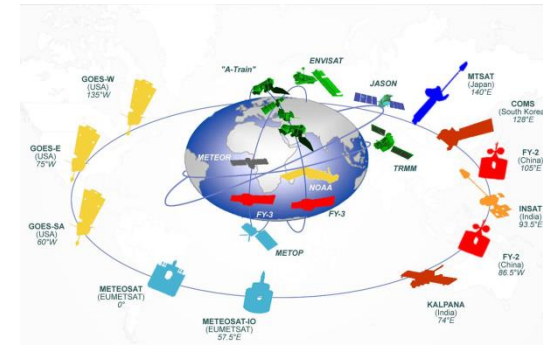 "A-Train"
ENVISAT
JASON
GOES-W
(USA)
135°W
MTSAT
(Japan)
140°E
COMS
(South Korea
128°E
GOES-E
(USA)
75°W
FY-2
(China)
105°E
METEOR
TRMM
NOAA
INSAT
(India)
93.5°E
GOES-SA
(USA)
60°W
FY-3
FY-3
FY-2
(China)
86.5°W
METOP
METEOSAT
(EUMETSAT)
0°
KALPANA
(India)
74°E
METEOSAT-IO
(EUMETSAT)
57.5°E